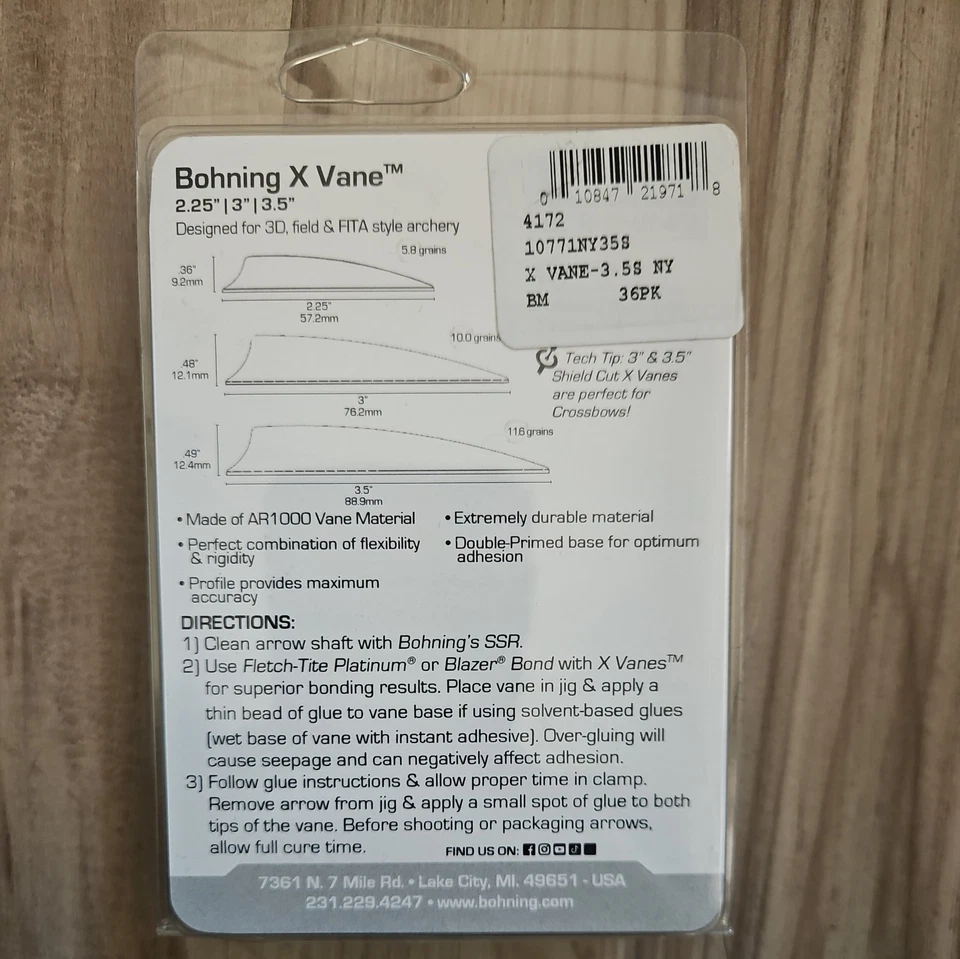 Bohning X Vane™
2.25" | 3" | 3.5"
Designed for 3D, field & FITA style archery
0 10847 21971 8
4172
10771NY35S
X VANE-3.5S NY
BM 36PK
5.8 grains
.36"
9.2mm
2.25"
57.2mm
10.0 grains
.48"
12.1mm
3"
76.2mm
Tech Tip: 3" & 3.5"
Shield Cut X Vanes
are perfect for
Crossbows!
11.6 grains
.49"
12.4mm
3.5"
88.9mm
• Made of AR1000 Vane Material
• Perfect combination of flexibility
& rigidity
• Profile provides maximum
accuracy
• Extremely durable material
• Double-Primed base for optimum
adhesion
DIRECTIONS:
1) Clean arrow shaft with Bohning's SSR.
2) Use Fletch-Tite Platinum® or Blazer® Bond with X Vanes™
for superior bonding results. Place vane in jig & apply a
thin bead of glue to vane base if using solvent-based glues
(wet base of vane with instant adhesive). Over-gluing will
cause seepage and can negatively affect adhesion.
3) Follow glue instructions & allow proper time in clamp.
Remove arrow from jig & apply a small spot of glue to both
tips of the vane. Before shooting or packaging arrows,
allow full cure time.
FIND US ON:
7361 N. 7 Mile Rd. • Lake City, MI. 49651 - USA
231.229.4247 • www.bohning.com